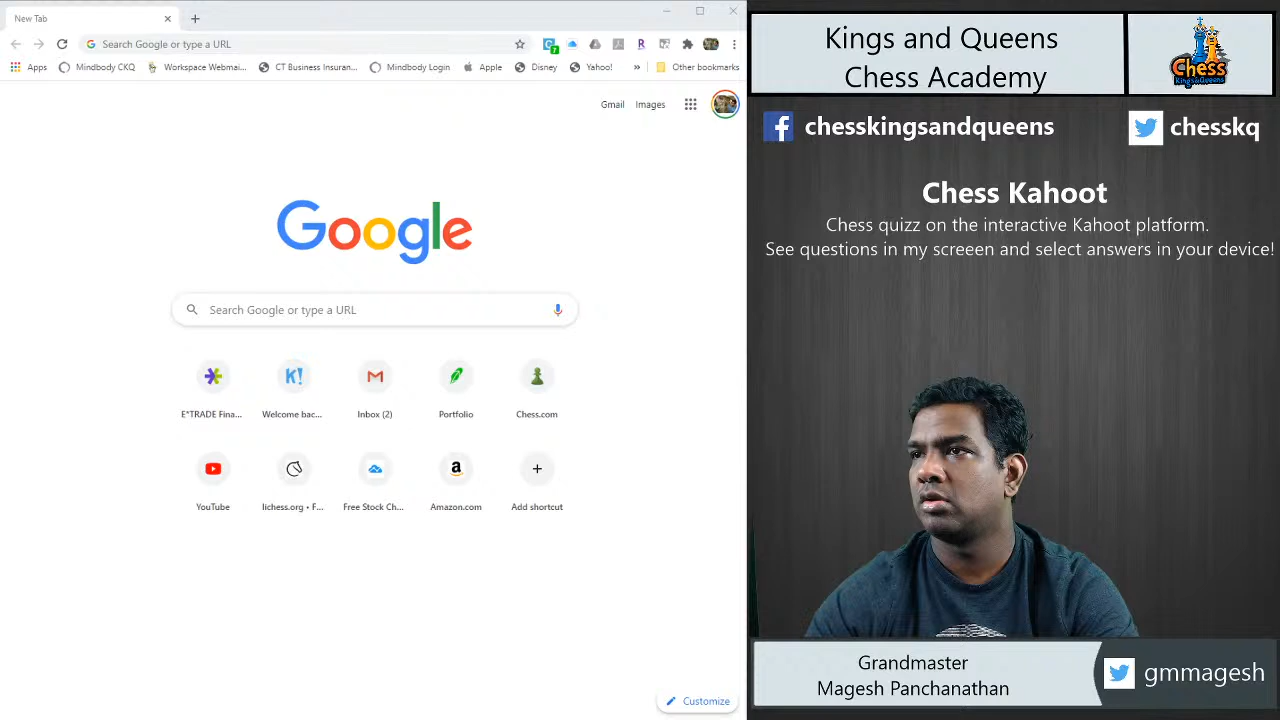 New Tab
Search Google or type a URL
7
Apps Mindbody CKQ Workspace Webmai... CT Business Insuran... Mindbody Login Apple Disney Yahoo! » Other bookmarks
Gmail Images
Google
Search Google or type a URL
K!
E*TRADE Fina... Welcome bac... Inbox (2) Portfolio Chess.com
YouTube lichess.org • F... Free Stock Ch... Amazon.com Add shortcut
Customize
Kings and Queens
Chess Academy
Chess
Kings&Queens
chesskingsandqueens
chesskq
Chess Kahoot
Chess quizz on the interactive Kahoot platform.
See questions in my screeen and select answers in your device!
Grandmaster
Magesh Panchanathan
gmmagesh